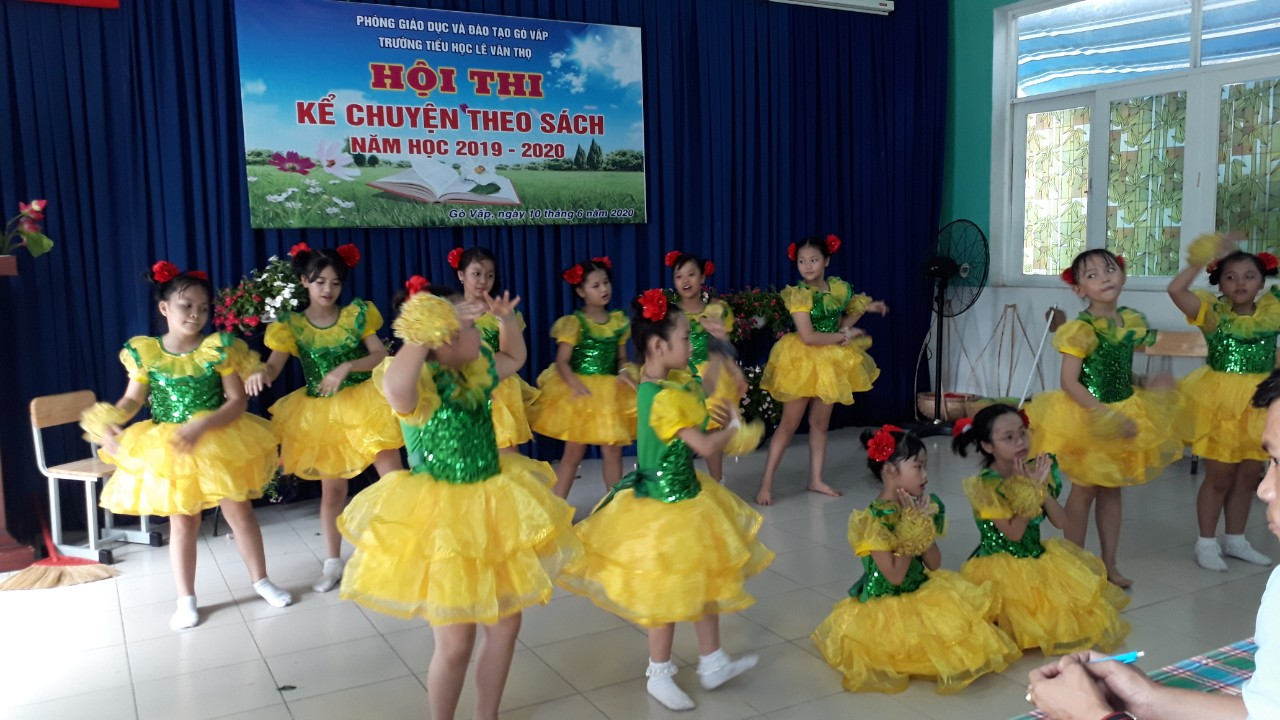 PHÒNG GIÁO DỤC VÀ ĐÀO TẠO GÒ VẤP
TRƯỜNG TIỂU HỌC LÊ VĂN THỌ
HỘI THI
KỂ CHUYỆN THEO SÁCH
NĂM HỌC 2019 - 2020
Gò Vấp, ngày 10 tháng 6 năm 2020